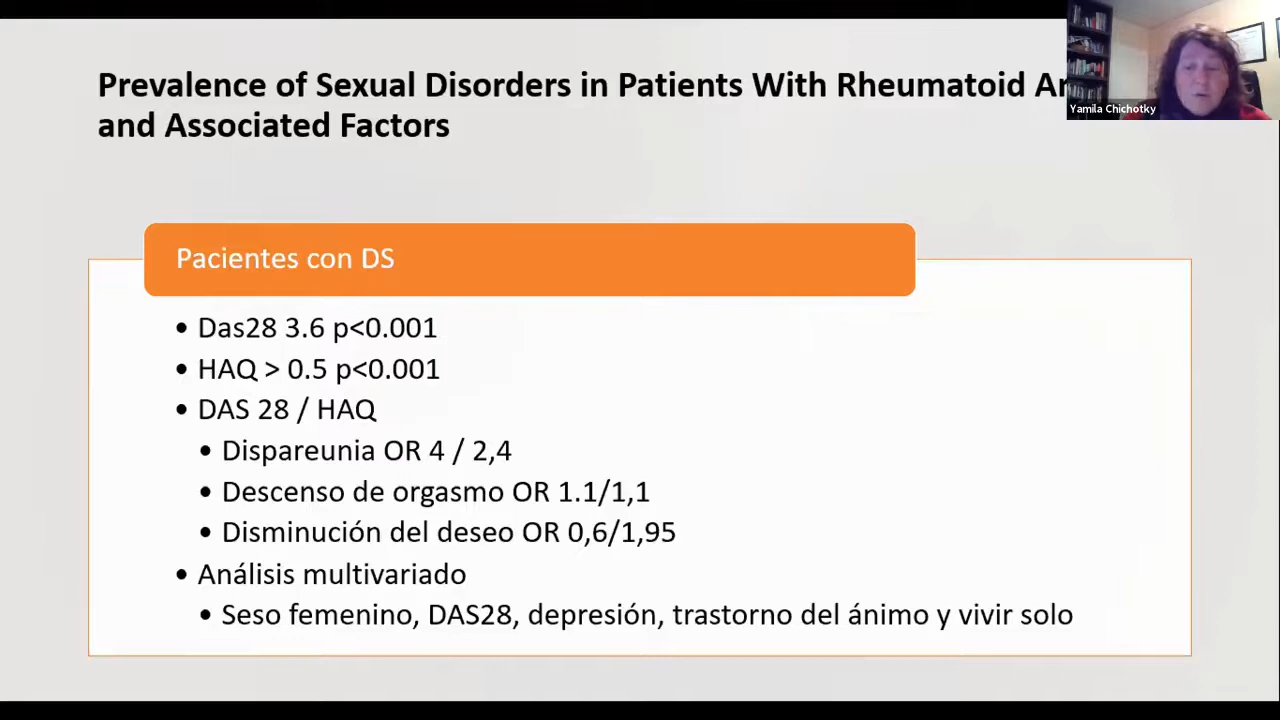 Prevalence of Sexual Disorders in Patients With Rheumatoid
and Associated Factors
Yamila Chichotky
Pacientes con DS
• Das28 3.6 p<0.001
• HAQ > 0.5 p<0.001
• DAS 28 / HAQ
• Dispareunia OR 4 / 2,4
• Descenso de orgasmo OR 1.1/1,1
• Disminución del deseo OR 0,6/1,95
• Análisis multivariado
• Seso femenino, DAS28, depresión, trastorno del ánimo y vivir solo